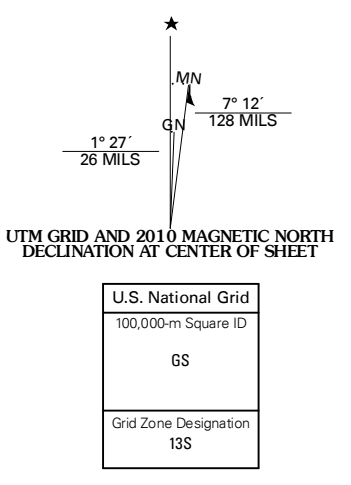 MN
7° 12´
128 MILS
GN
1° 27´
26 MILS
UTM GRID AND 2010 MAGNETIC NORTH
DECLINATION AT CENTER OF SHEET
U.S. National Grid
100,000-m Square ID
GS
Grid Zone Designation
13S